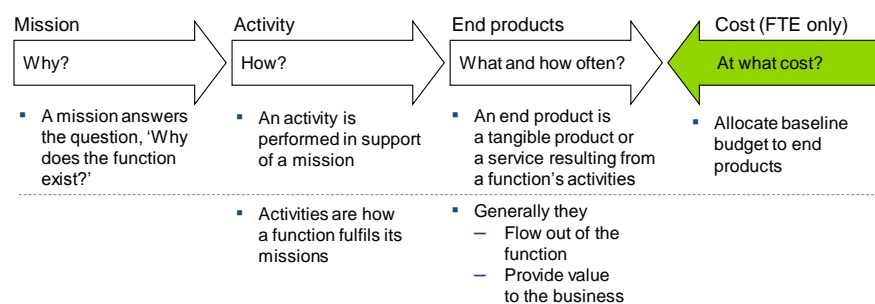 Mission
Activity
End products
Cost (FTE only)
Why?
How?
What and how often?
At what cost?
▪ A mission answers
the question, ‘Why
does the function
exist?’
▪ An activity is
performed in support
of a mission
▪ An end product is
a tangible product or
a service resulting from
a function’s activities
▪ Allocate baseline
budget to end
products
▪ Activities are how
a function fulfils its
missions
▪ Generally they
– Flow out of the
function
– Provide value
to the business